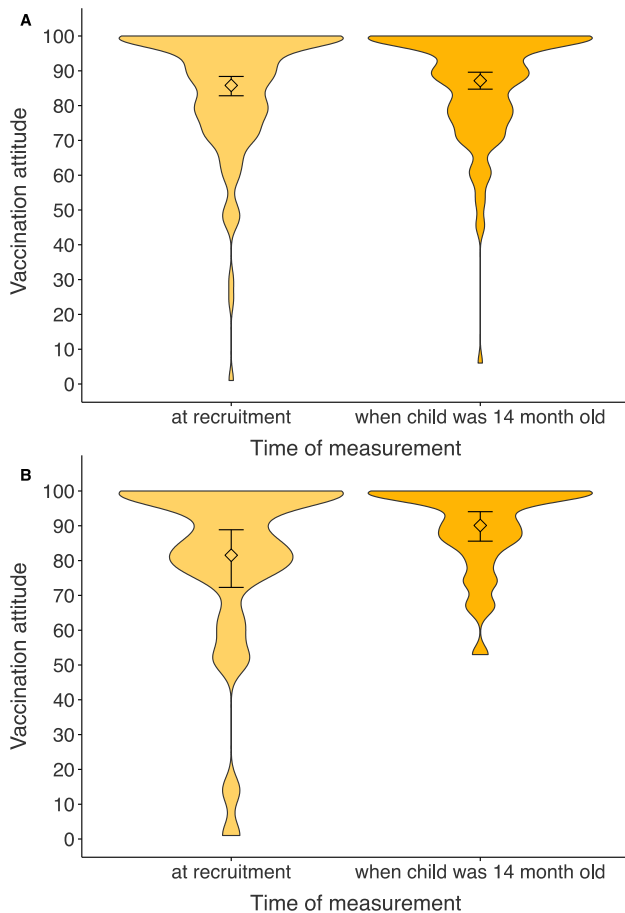 A
Vaccination attitude
100
90
80
70
60
50
40
30
20
10
0
at recruitment
when child was 14 month old
Time of measurement
B
Vaccination attitude
100
90
80
70
60
50
40
30
20
10
0
at recruitment
when child was 14 month old
Time of measurement